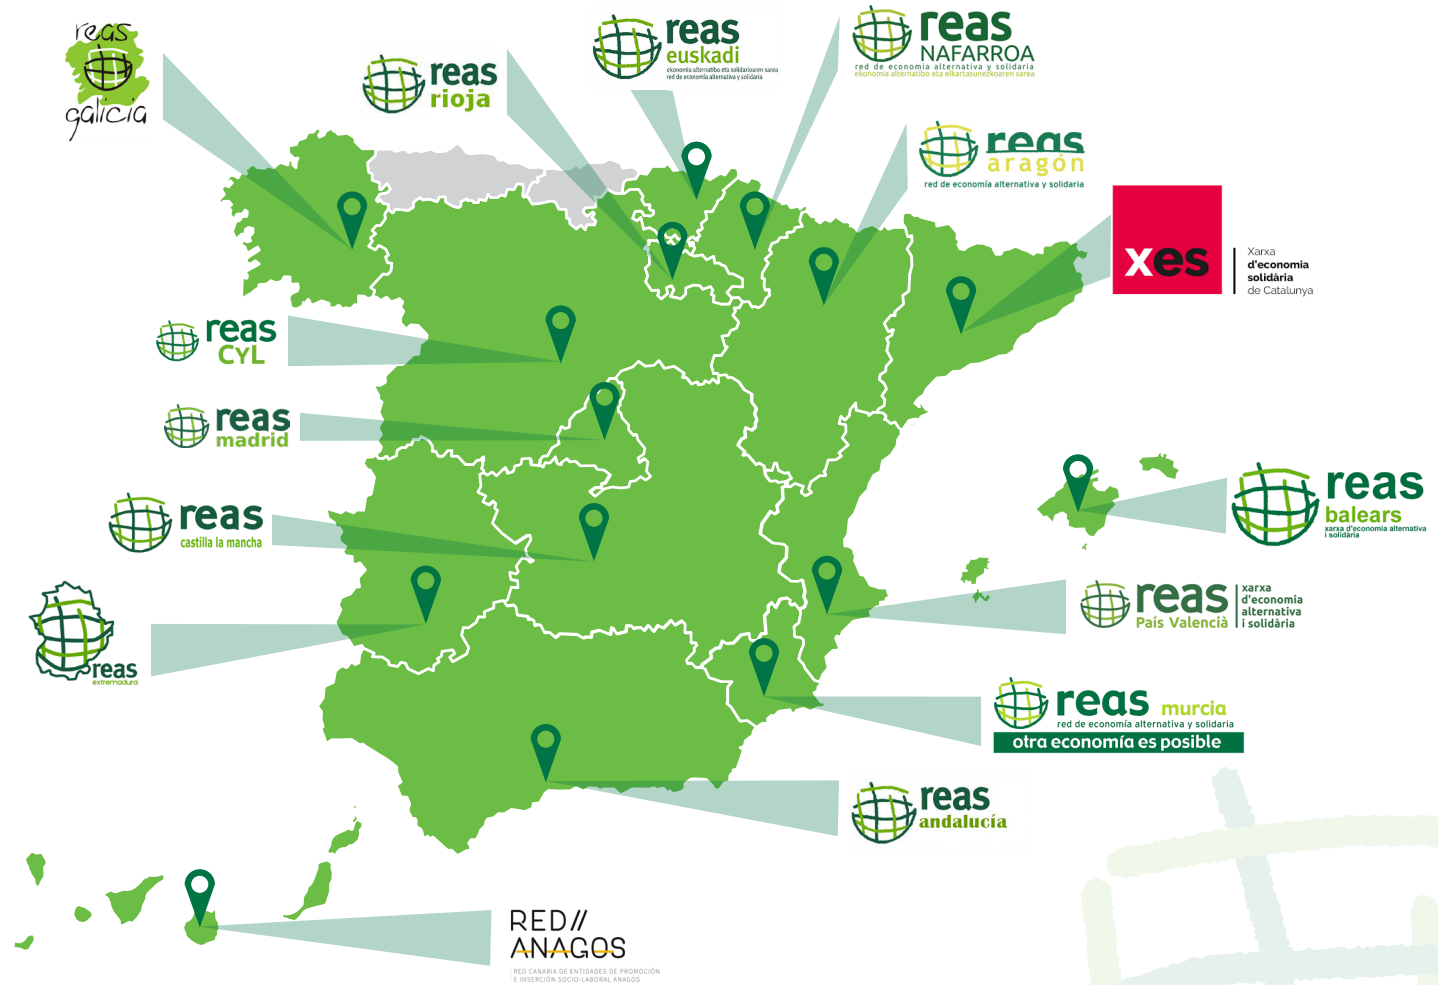 reas
galicia
reas
rioja
reas
euskadi
ekonomia alternatibo eta solidarioaren sarea
red de economía alternativa y solidaria
reas
NAFARROA
red de economía alternativa y solidaria
ekonomia alternatibo eta elkartasunezkoaren sarea
reas
aragón
red de economía alternativa y solidaria
xes
Xarxa
d'economia
solidària
de Catalunya
reas
CyL
reas
madrid
reas
castilla la mancha
reas
extremadura
reas
balears
xarxa d'economia alternativa
i solidària
reas
País Valencià
xarxa
d'economia
alternativa
i solidària
reas murcia
red de economía alternativa y solidaria
otra economía es posible
reas
andalucía
RED//
ANAGOS
RED CANARIA DE ENTIDADES DE PROMOCIÓN
E INSERCIÓN SOCIO-LABORAL ANAGOS